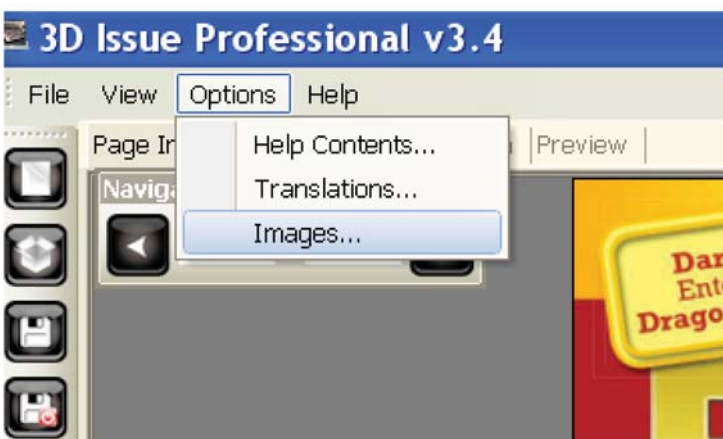 3D Issue Professional v3.4
File View Options Help
Page In Preview
Help Contents...
Translations...
Images...
Naviga
Dar
Ente
Drago